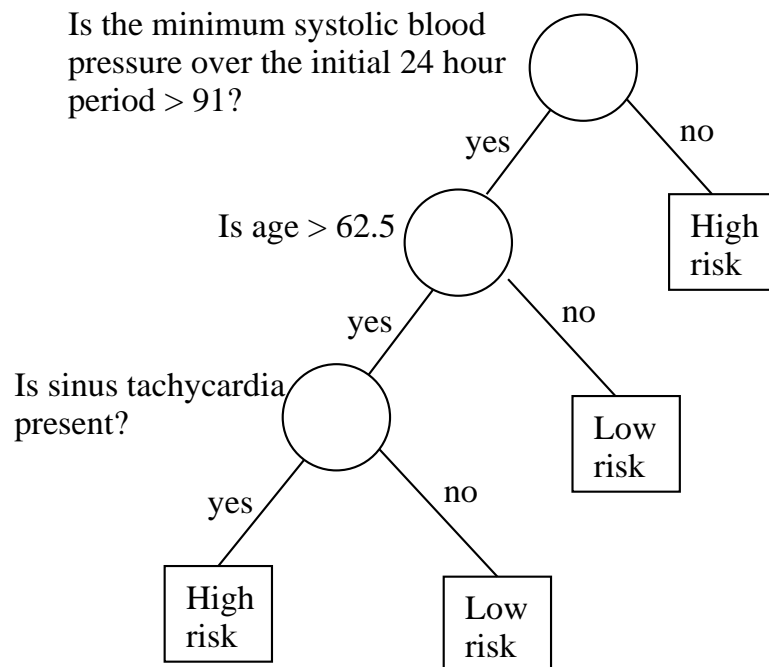 Is the minimum systolic blood
pressure over the initial 24 hour
period > 91?
yes
no
Is age > 62.5
High
risk
yes
no
Is sinus tachycardia
present?
Low
risk
yes
no
High
risk
Low
risk